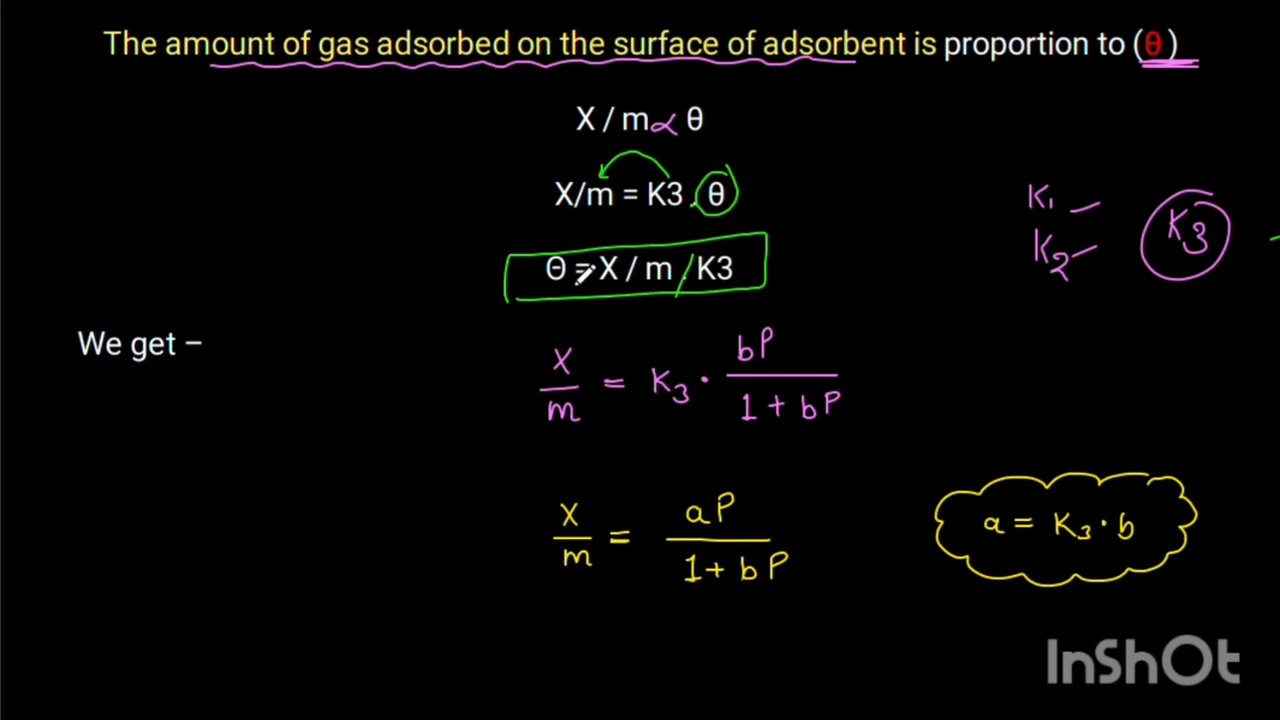 The amount of gas adsorbed on the surface of adsorbent is proportion to (θ)
X / m ∝ θ
X/m = K3 . θ
K1
K2
K3
Θ = X / m / K3
We get –
X/m = K3 · bP/(1 + bP)
X/m = aP/(1 + bP)
a = K3 · b
InShOt